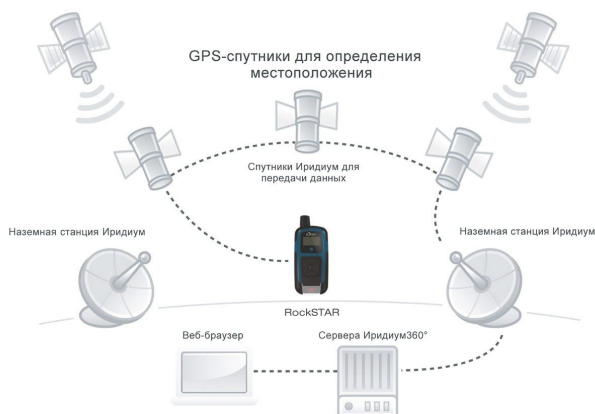 GPS-спутники для определения
местоположения
Спутники Иридиум для
передачи данных
Наземная станция Иридиум
Наземная станция Иридиум
RockSTAR
Веб-браузер
Сервера Иридиум360°